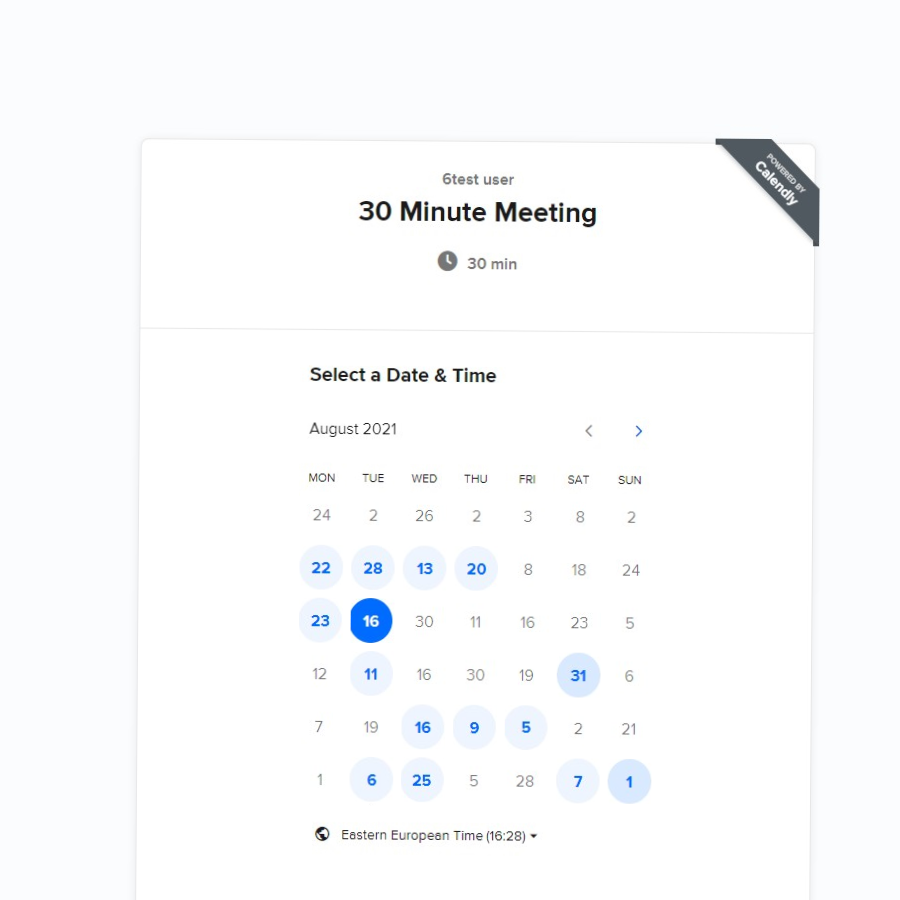 POWERED BY
Calendly
6test user
30 Minute Meeting
30 min
Select a Date & Time
August 2021
MON TUE WED THU FRI SAT SUN
24 2 26 2 3 8 2
22 28 13 20 8 18 24
23 16 30 11 16 23 5
12 11 16 30 19 31 6
7 19 16 9 5 2 21
1 6 25 5 28 7 1
Eastern European Time (16:28)